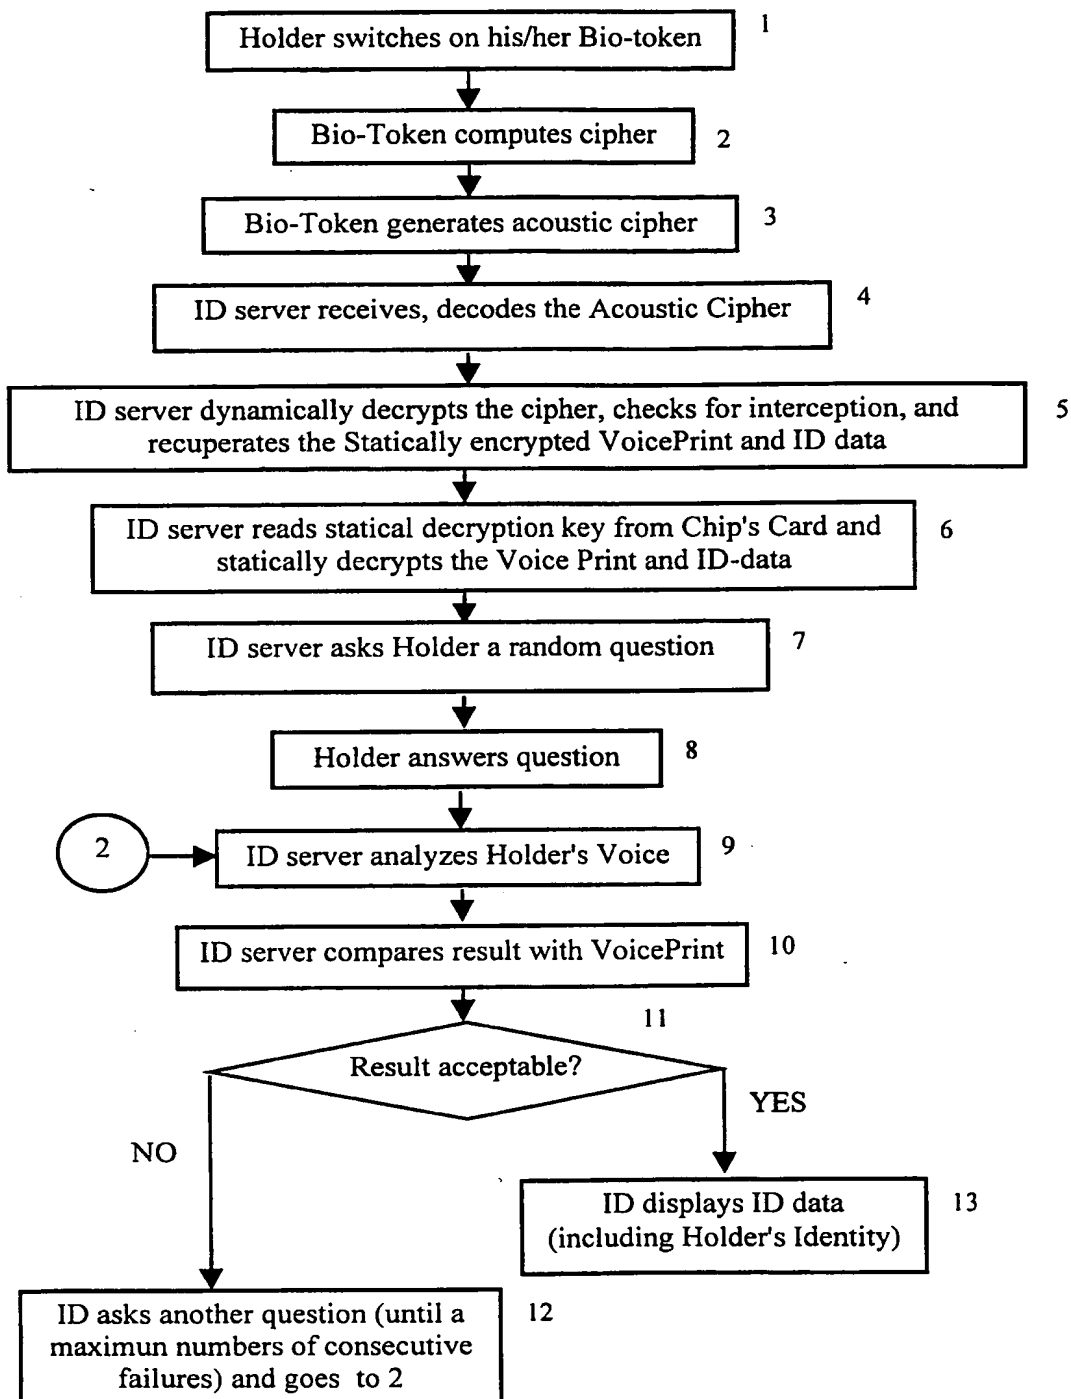 Holder switches on his/her Bio-token
1
Bio-Token computes cipher
2
Bio-Token generates acoustic cipher
3
ID server receives, decodes the Acoustic Cipher
4
ID server dynamically decrypts the cipher, checks for interception, and
recuperates the Statically encrypted VoicePrint and ID data
5
ID server reads statical decryption key from Chip's Card and
statically decrypts the Voice Print and ID-data
6
ID server asks Holder a random question
7
Holder answers question
8
2
ID server analyzes Holder's Voice
9
ID server compares result with VoicePrint
10
11
Result acceptable?
YES
NO
ID displays ID data
(including Holder's Identity)
13
ID asks another question (until a
maximun numbers of consecutive
failures) and goes to 2
12